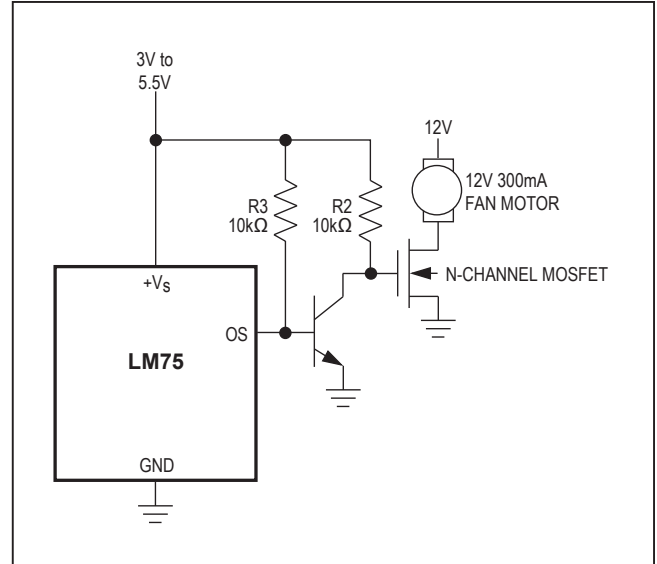 3V to
5.5V
12V
12V 300mA
FAN MOTOR
R3
10kΩ
R2
10kΩ
N-CHANNEL MOSFET
+VS
OS
LM75
GND